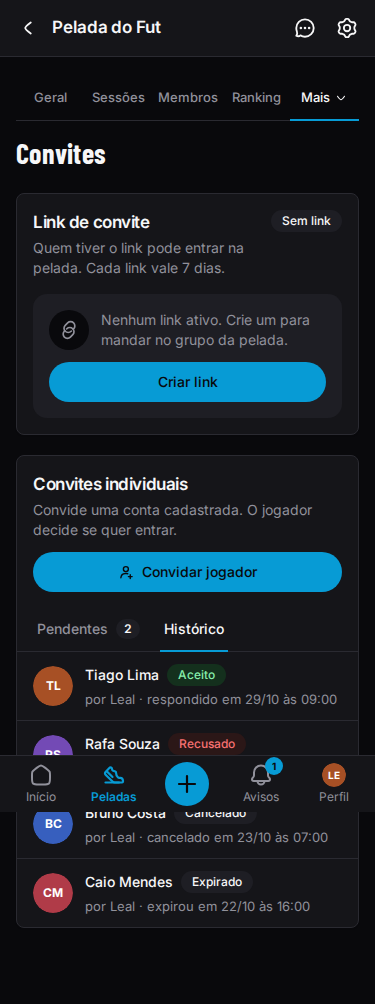 Pelada do Fut
Geral Sessões Membros Ranking Mais
Convites
Link de convite Sem link
Quem tiver o link pode entrar na
pelada. Cada link vale 7 dias.
Nenhum link ativo. Crie um para
mandar no grupo da pelada.
Criar link
Convites individuais
Convide uma conta cadastrada. O jogador
decide se quer entrar.
Convidar jogador
Pendentes 2 Histórico
TL Tiago Lima Aceito
por Leal · respondido em 29/10 às 09:00
RS Rafa Souza Recusado
Início Peladas 1 Avisos LE Perfil
BC Bruno Costa Cancelado
por Leal · cancelado em 23/10 às 07:00
CM Caio Mendes Expirado
por Leal · expirou em 22/10 às 16:00